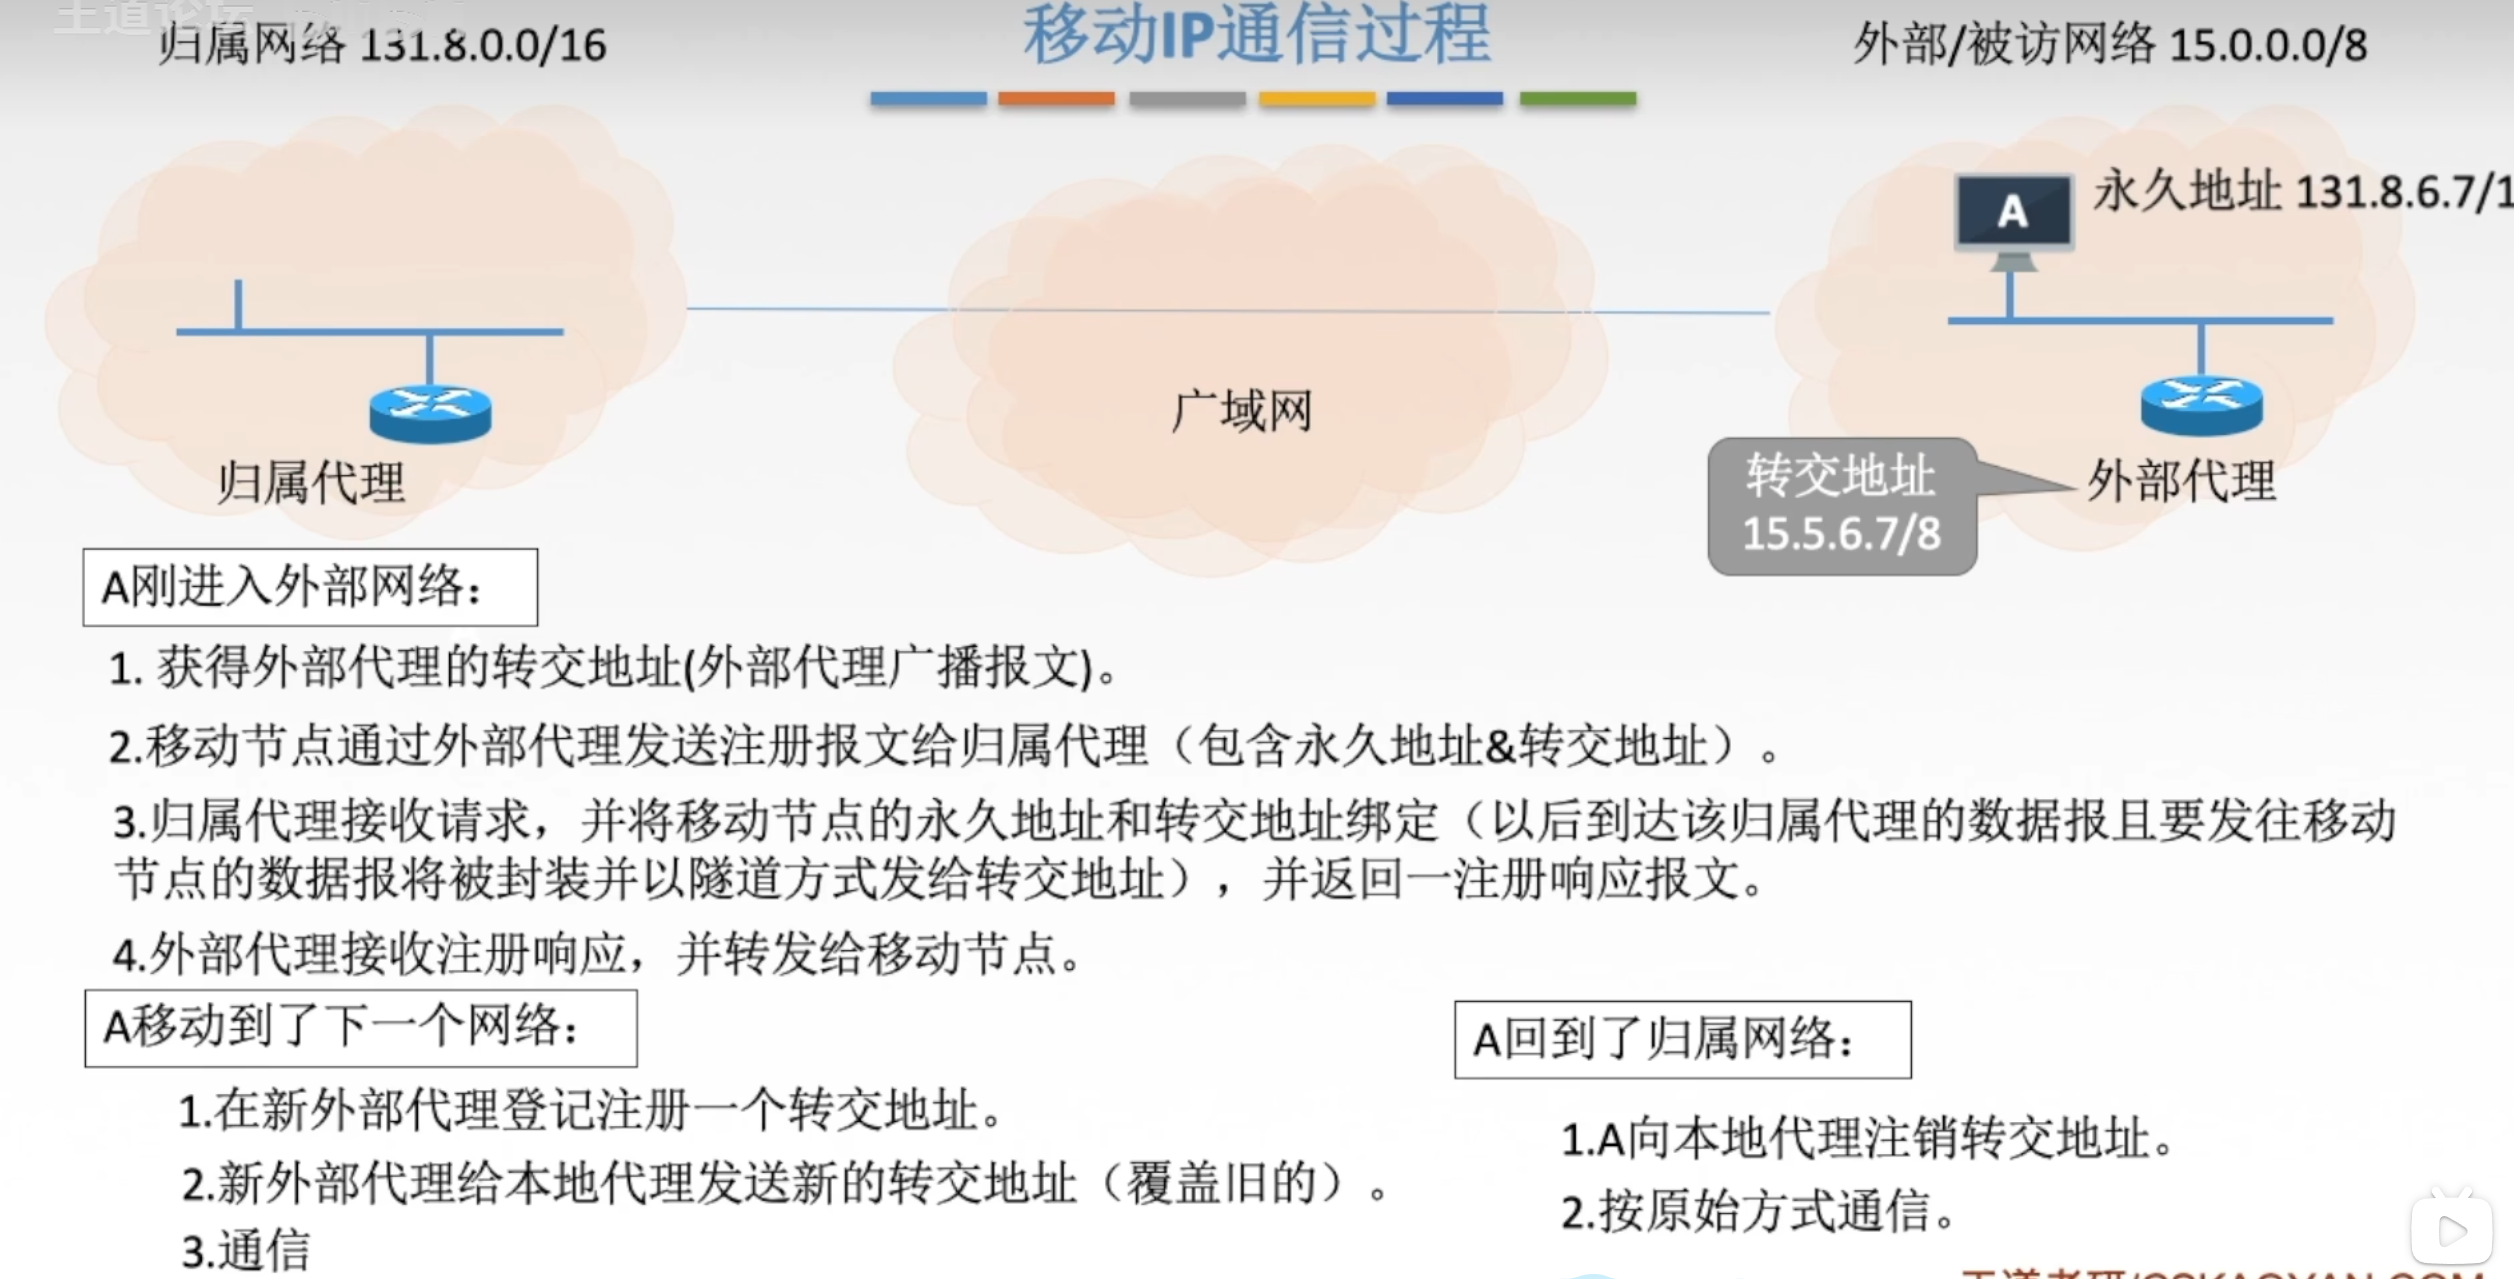 王道论坛
归属网络 131.8.0.0/16
移动IP通信过程
外部/被访网络 15.0.0.0/8
A
永久地址 131.8.6.7/1
广域网
归属代理
转交地址
15.5.6.7/8
外部代理
A刚进入外部网络：
1. 获得外部代理的转交地址(外部代理广播报文)。
2.移动节点通过外部代理发送注册报文给归属代理（包含永久地址&转交地址）。
3.归属代理接收请求，并将移动节点的永久地址和转交地址绑定（以后到达该归属代理的数据报且要发往移动
节点的数据报将被封装并以隧道方式发给转交地址），并返回一注册响应报文。
4.外部代理接收注册响应，并转发给移动节点。
A移动到了下一个网络：
1.在新外部代理登记注册一个转交地址。
2.新外部代理给本地代理发送新的转交地址（覆盖旧的）。
3.通信
A回到了归属网络：
1.A向本地代理注销转交地址。
2.按原始方式通信。
王道考研/CSKAOYAN.COM